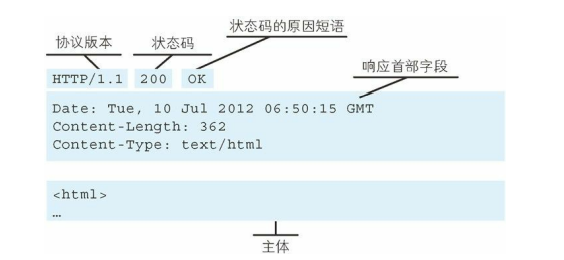 状态码的原因短语
协议版本 状态码
响应首部字段
HTTP/1.1 200 OK
Date: Tue, 10 Jul 2012 06:50:15 GMT
Content-Length: 362
Content-Type: text/html
<html>
…
主体